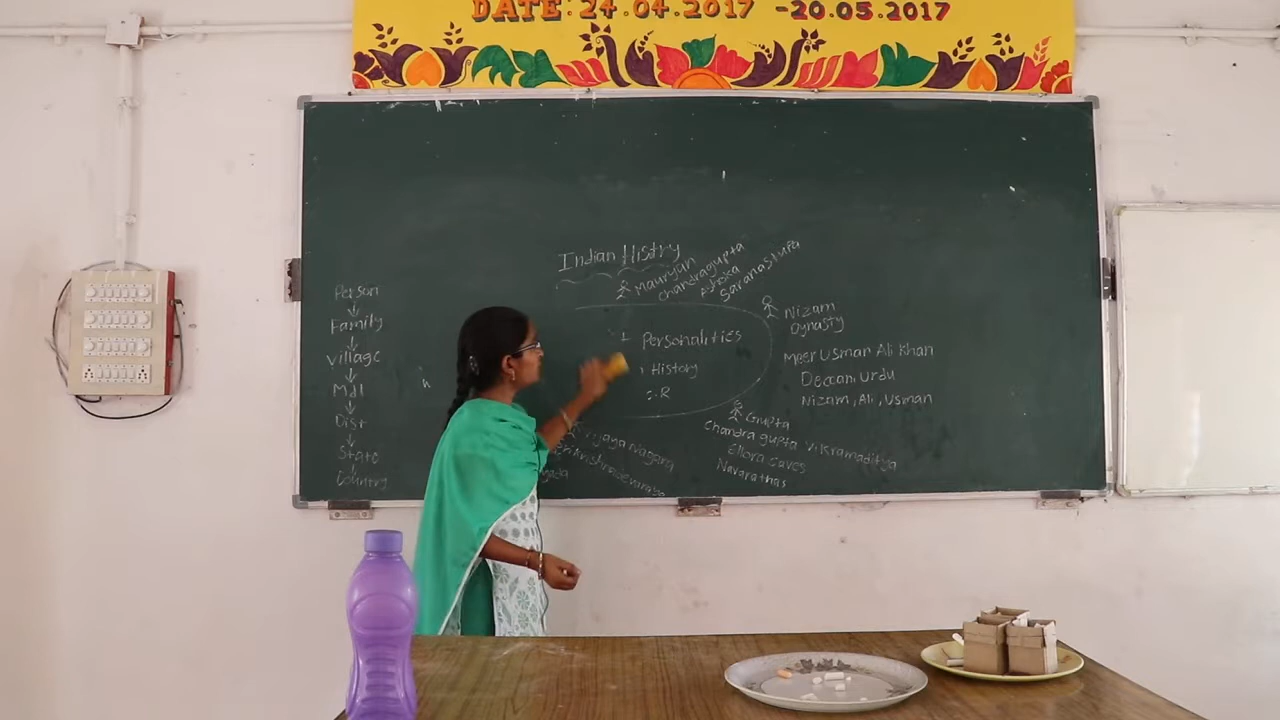 DATE: 24.04.2017 -20.05.2017
Indian Histry
Mauryan
Chandragupta
Ashoka
Saranastupa
Person
Family
Village
Mdl
Dist
State
Country
Personalities
History
R
Nizam
Dynasty
Meer Usman Ali Khan
Deccani Urdu
Nizam, Ali, Usman
Gupta
Chandra gupta Vikramaditya
Ellora Caves
Navarathas
Vijaya Nagara